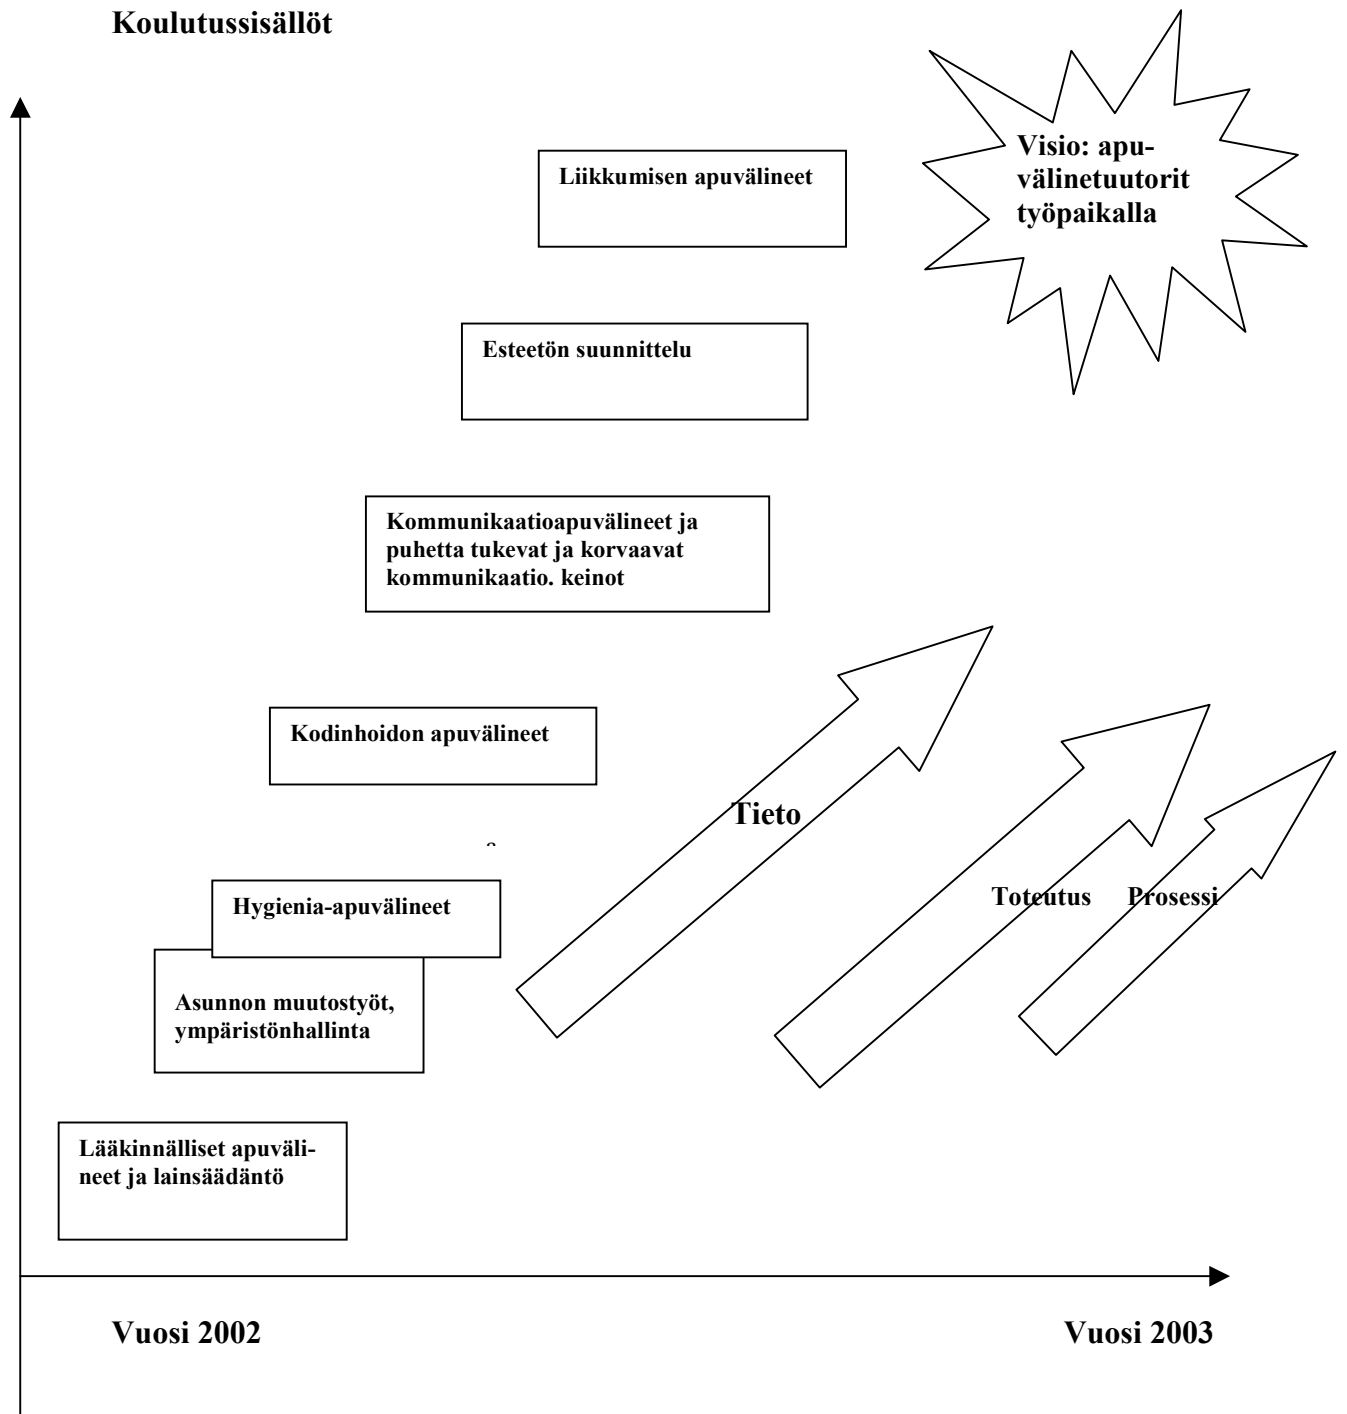 Koulutussisällöt
Visio: apu-
välinetuutorit
työpaikalla
Liikkumisen apuvälineet
Esteetön suunnittelu
Kommunikaatioapuvälineet ja
puhetta tukevat ja korvaavat
kommunikaatio. keinot
Kodinhoidon apuvälineet
Tieto
Hygienia-apuvälineet
Toteutus
Prosessi
Asunnon muutostyöt,
ympäristönhallinta
Lääkinnälliset apuväli-
neet ja lainsäädäntö
Vuosi 2002
Vuosi 2003